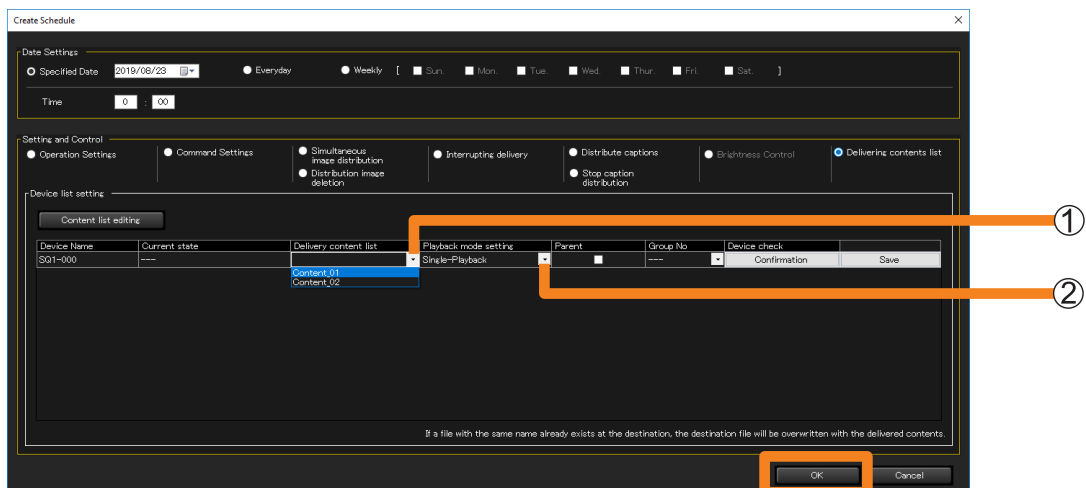 Create Schedule
Date Settings
Specified Date 2019/08/23 Everyday Weekly [ Sun. Mon. Tue. Wed. Thur. Fri. Sat. ]
Time 0 : 00
Setting and Control
Operation Settings Command Settings Simultaneous image distribution Interrupting delivery Distribute captions Brightness Control Delivering contents list
Distribution image deletion Stop caption distribution
Device list setting
Content list editing
①
Device Name Current state Delivery content list Playback mode setting Parent Group No Device check
SQ1-000 --- Single-Playback --- Confirmation Save
Content_01
Content_02
②
If a file with the same name already exists at the destination, the destination file will be overwritten with the delivered contents.
OK Cancel